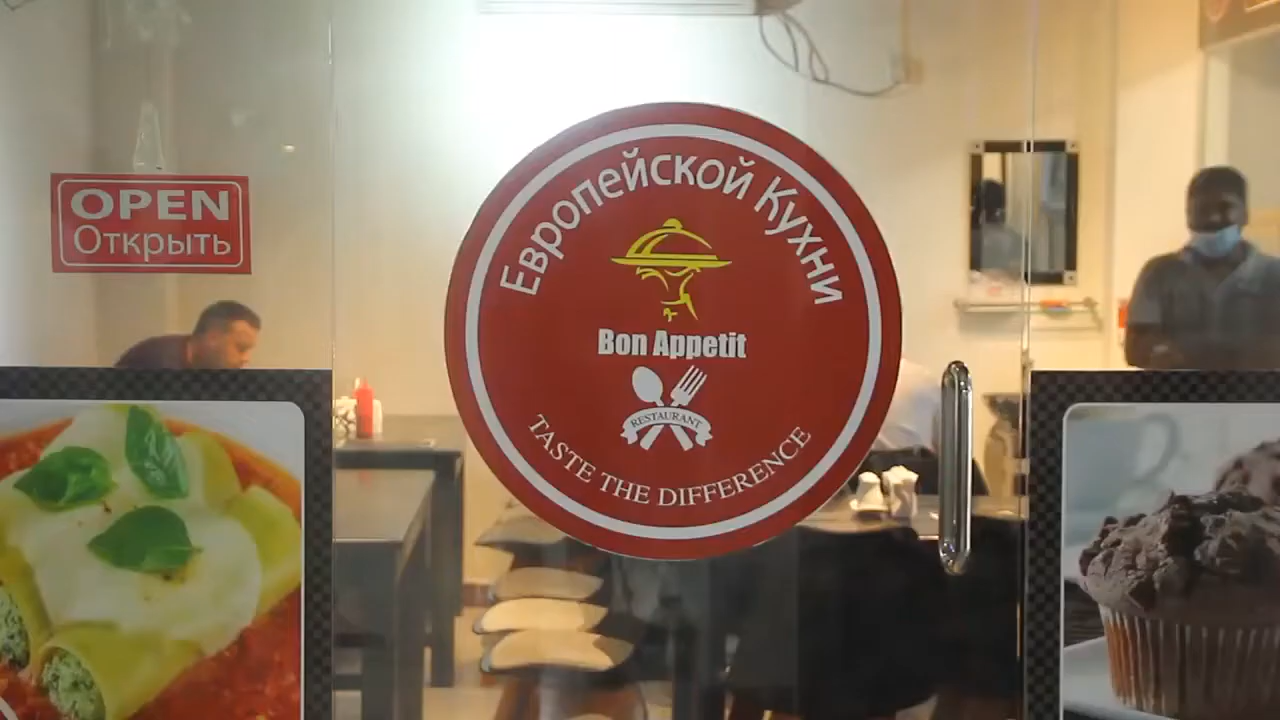 OPEN
Открыть
Европейской Кухни
Bon Appetit
RESTAURANT
TASTE THE DIFFERENCE